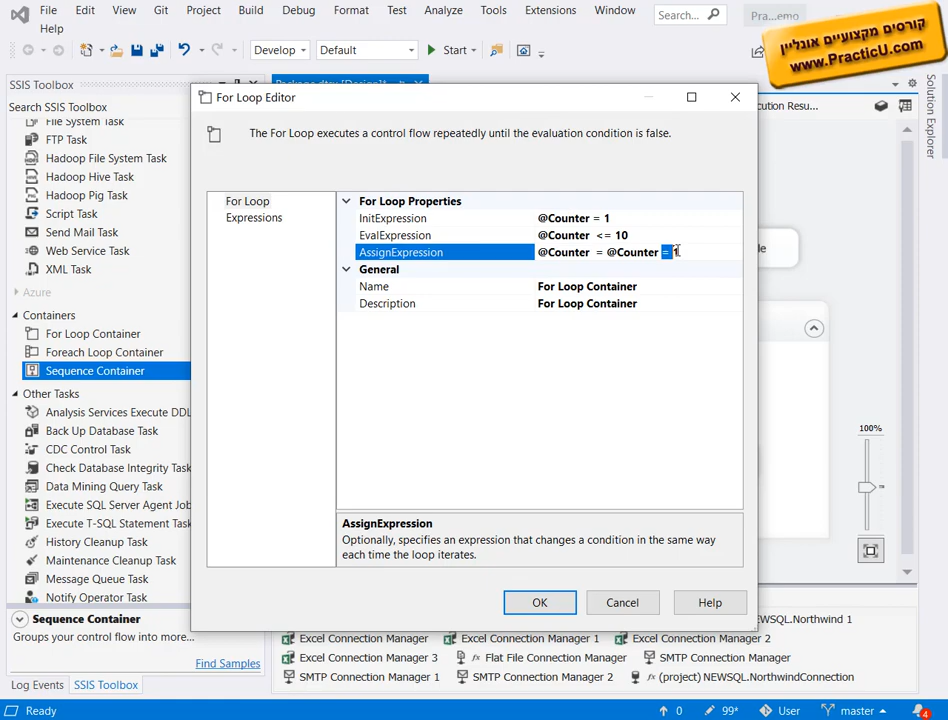 File Edit View Git Project Build Debug Format Test Analyze Tools Extensions Window Search... Pra...emo
Help
קורסים מקצועיים אונליין
www.PracticU.com
Develop Default Start
SSIS Toolbox
Search SSIS Toolbox
File System Task
FTP Task
Hadoop File System Task
Hadoop Hive Task
Hadoop Pig Task
Script Task
Send Mail Task
Web Service Task
XML Task
Azure
Containers
For Loop Container
Foreach Loop Container
Sequence Container
Other Tasks
Analysis Services Execute DDL
Back Up Database Task
CDC Control Task
Check Database Integrity Task
Data Mining Query Task
Execute SQL Server Agent Job
Execute T-SQL Statement Task
History Cleanup Task
Maintenance Cleanup Task
Message Queue Task
Notify Operator Task
Sequence Container
Groups your control flow into more...
Find Samples
Log Events SSIS Toolbox
For Loop Editor
The For Loop executes a control flow repeatedly until the evaluation condition is false.
For Loop
Expressions
For Loop Properties
InitExpression @Counter = 1
EvalExpression @Counter <= 10
AssignExpression @Counter = @Counter = 1
General
Name For Loop Container
Description For Loop Container
AssignExpression
Optionally, specifies an expression that changes a condition in the same way
each time the loop iterates.
OK Cancel Help
cution Resu...
Solution Explorer
le
100%
EWSQL.Northwind 1
Excel Connection Manager Excel Connection Manager 1 Excel Connection Manager 2
Excel Connection Manager 3 fx Flat File Connection Manager SMTP Connection Manager
SMTP Connection Manager 1 SMTP Connection Manager 2 fx (project) NEWSQL.NorthwindConnection
Ready 0 99* User master 4